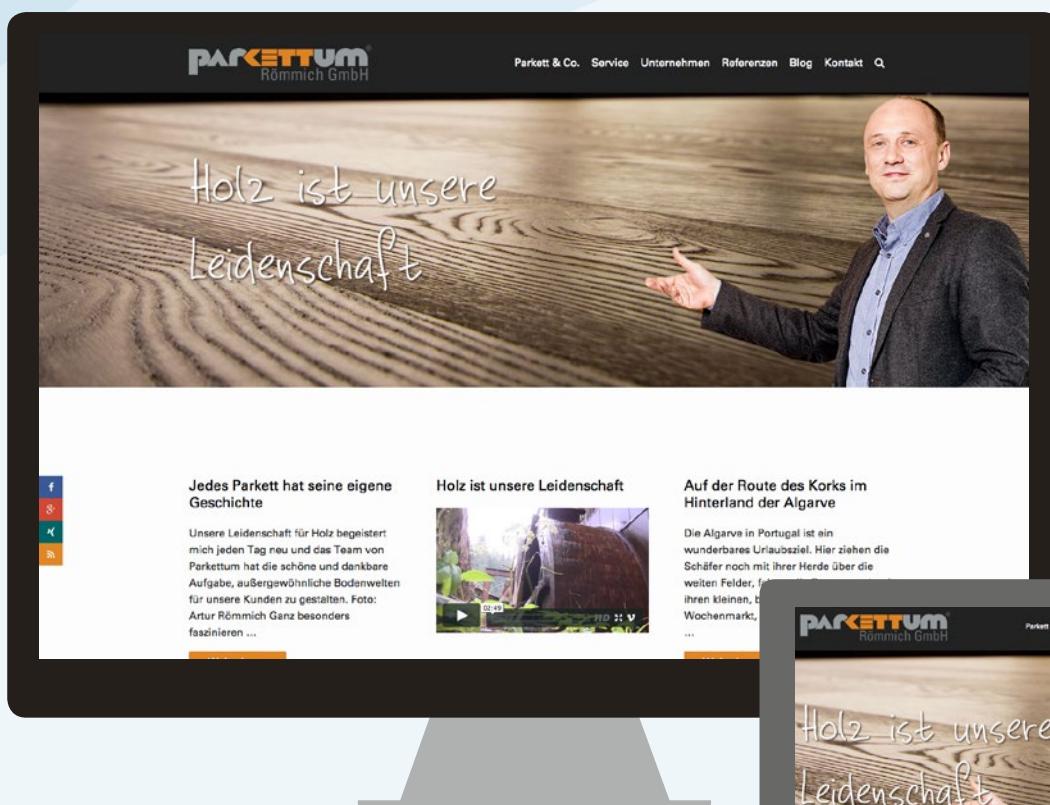 PARKETTUM
Römmich GmbH
Parkett & Co. Service Unternehmen Referenzen Blog Kontakt
Holz ist unsere
Leidenschaft
Jedes Parkett hat seine eigene
Geschichte
Unsere Leidenschaft für Holz begeistert
mich jeden Tag neu und das Team von
Parkettum hat die schöne und dankbare
Aufgabe, außergewöhnliche Bodenwelten
für unsere Kunden zu gestalten. Foto:
Artur Römmich Ganz besonders
faszinieren ...
Holz ist unsere Leidenschaft
02:49
HD
Auf der Route des Korks im
Hinterland der Algarve
Die Algarve in Portugal ist ein
wunderbares Urlaubsziel. Hier ziehen die
Schäfer noch mit ihrer Herde über die
weiten Felder,
ihren kleinen,
Wochenmarkt,
...
PARKETTUM
Römmich GmbH
Parkett
Holz ist unsere
Leidenschaft